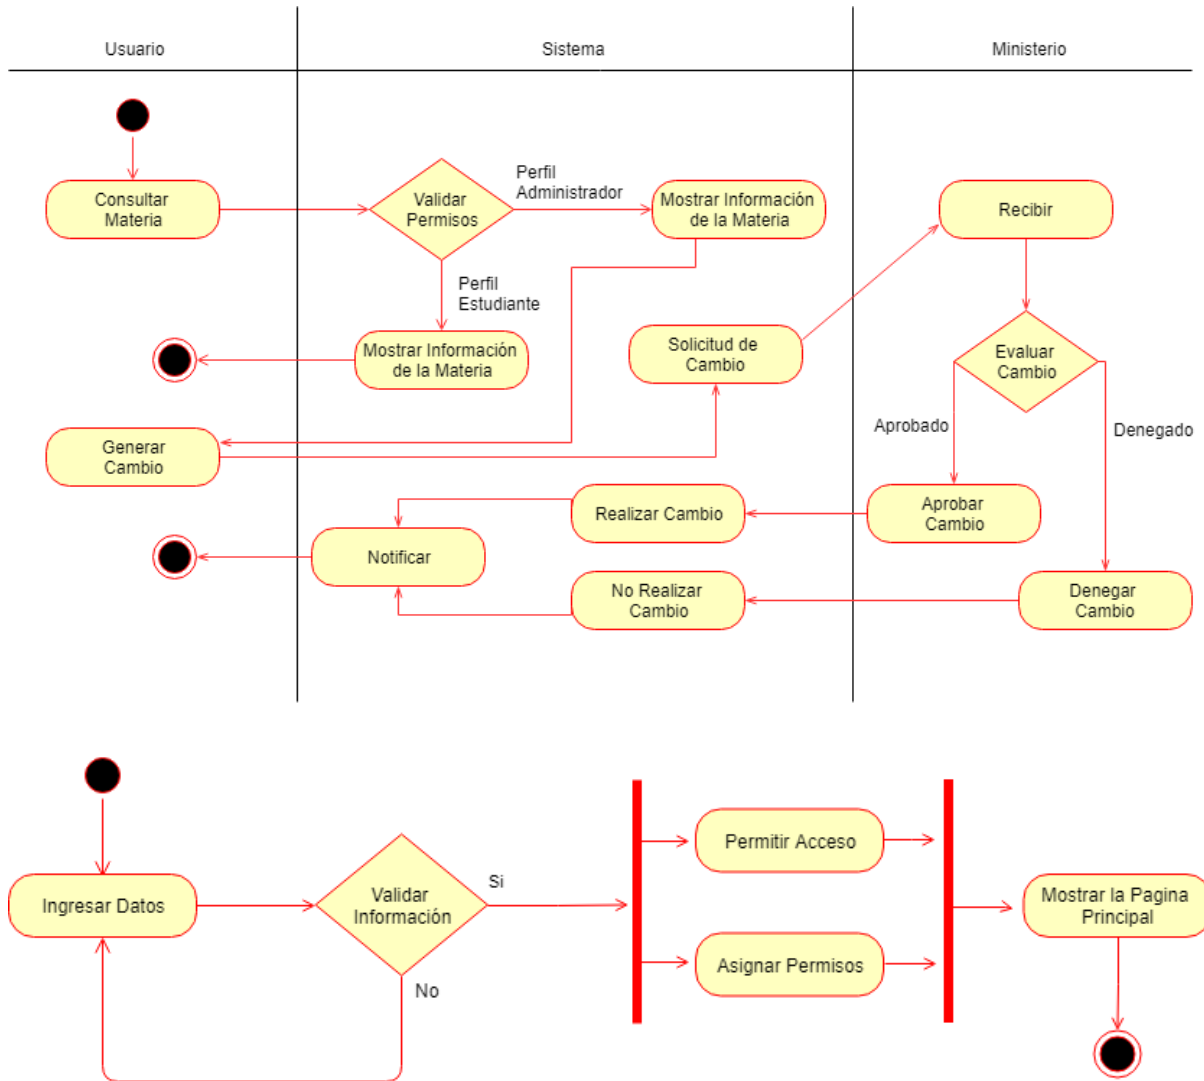 Usuario
Sistema
Ministerio
Consultar
Materia
Validar
Permisos
Perfil
Administrador
Mostrar Información
de la Materia
Recibir
Perfil
Estudiante
Mostrar Información
de la Materia
Solicitud de
Cambio
Evaluar
Cambio
Aprobado
Denegado
Generar
Cambio
Realizar Cambio
Aprobar
Cambio
Notificar
No Realizar
Cambio
Denegar
Cambio
Ingresar Datos
Validar
Información
Si
No
Permitir Acceso
Asignar Permisos
Mostrar la Pagina
Principal